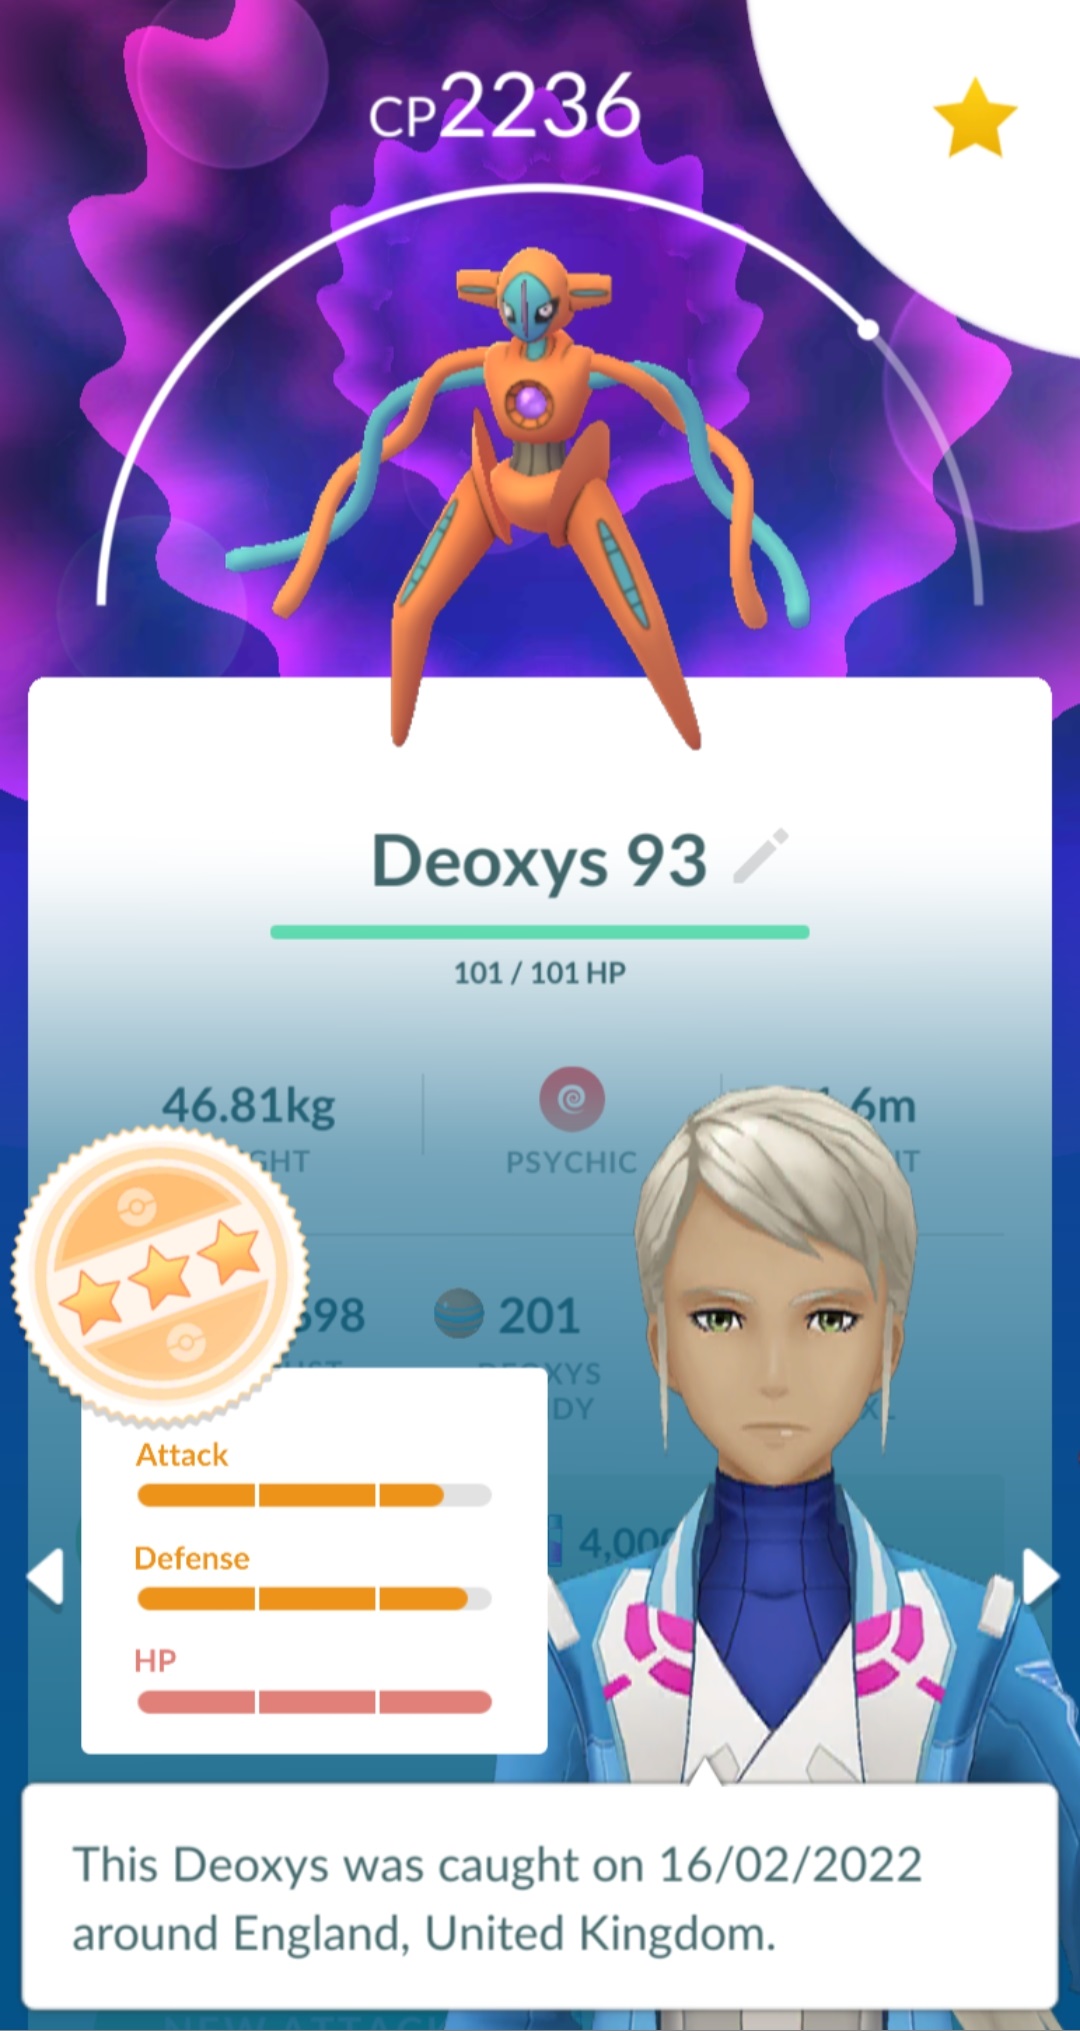 CP2236
Deoxys 93
101 / 101 HP
46.81kg
PSYCHIC
201
Attack
Defense
HP
This Deoxys was caught on 16/02/2022
around England, United Kingdom.